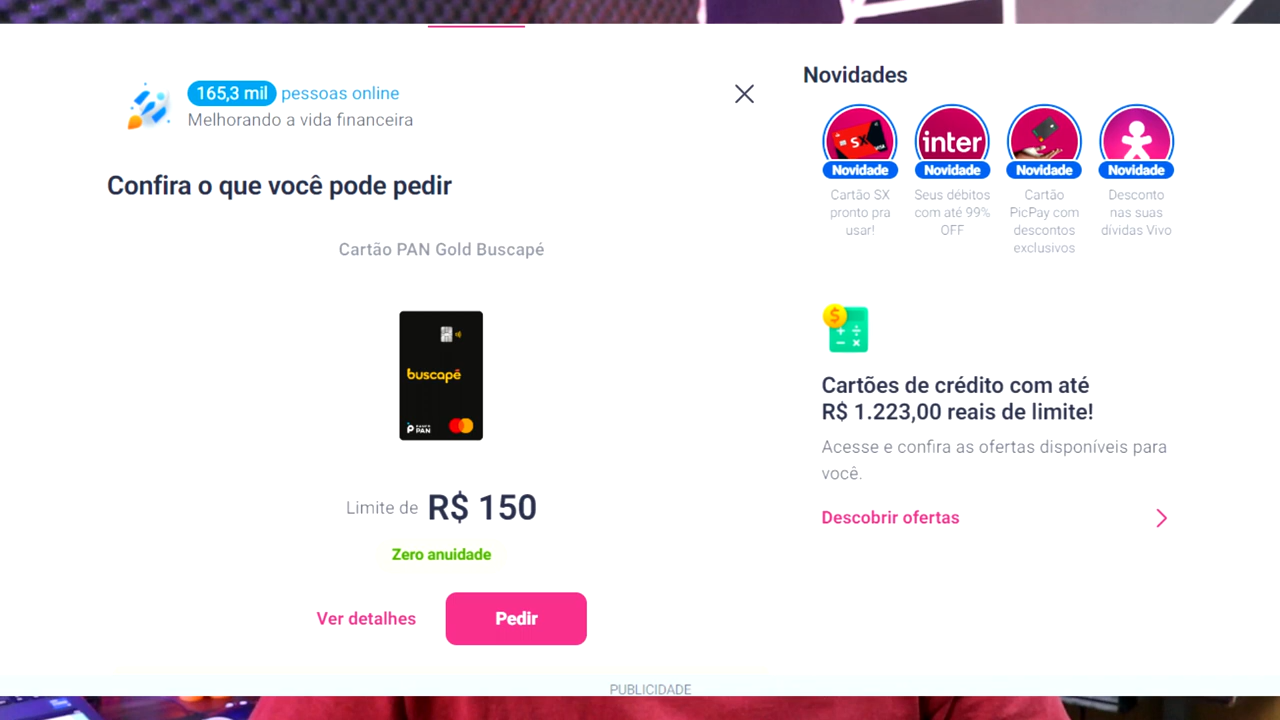 165,3 mil pessoas online
Melhorando a vida financeira
Confira o que você pode pedir
Cartão PAN Gold Buscapé
buscapé
BANCO
PAN
Limite de R$ 150
Zero anuidade
Ver detalhes
Pedir
Novidades
SX
VISA
Novidade
Cartão SX
pronto pra
usar!
inter
Novidade
Seus débitos
com até 99%
OFF
Novidade
Cartão
PicPay com
descontos
exclusivos
Novidade
Desconto
nas suas
dívidas Vivo
Cartões de crédito com até
R$ 1.223,00 reais de limite!
Acesse e confira as ofertas disponíveis para
você.
Descobrir ofertas
PUBLICIDADE